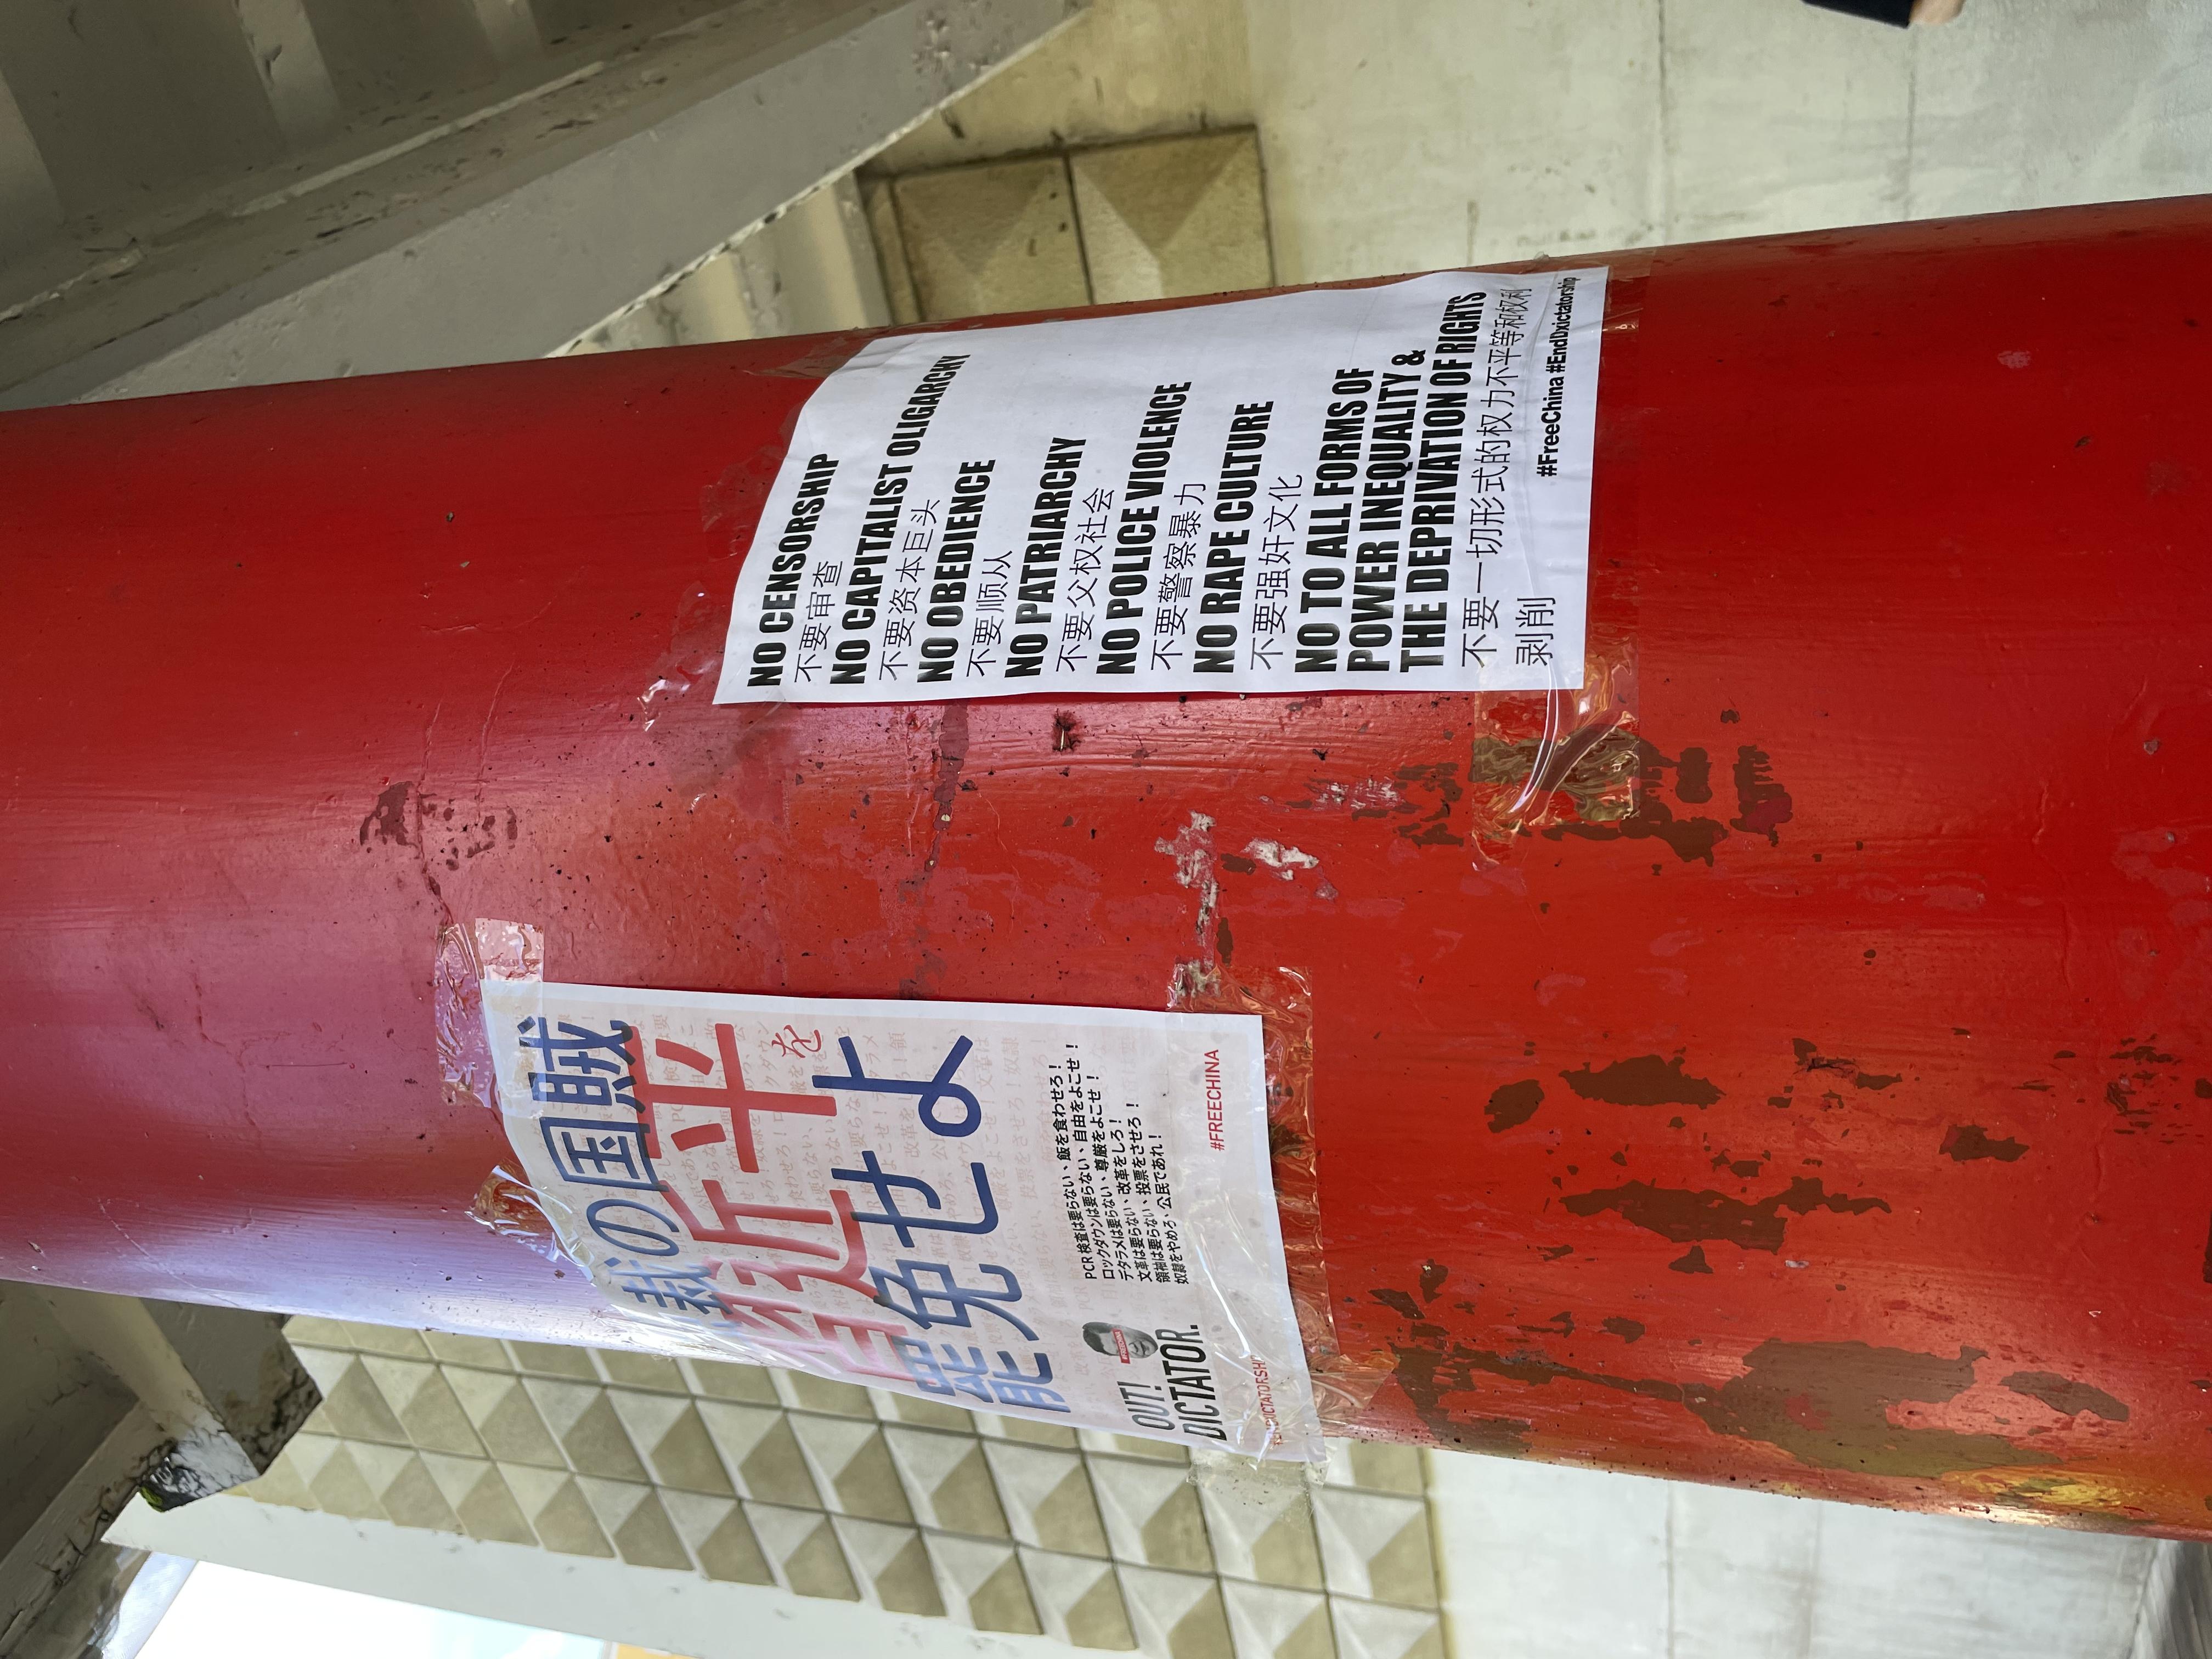 独裁の国賊
習近平を
罷免せよ
PCR検査は要らない、飯を食わせろ!
ロックダウンは要らない、自由をよこせ!
デタラメは要らない、尊厳をよこせ!
文革は要らない、改革をしろ!
領袖は要らない、投票をさせろ!
奴隷をやめろ、公民であれ!
OUT!
DICTATOR.
#FREECHINA
NO CENSORSHIP
不要审查
NO CAPITALIST OLIGARCHY
不要资本巨头
NO OBEDIENCE
不要顺从
NO PATRIARCHY
不要父权社会
NO POLICE VIOLENCE
不要警察暴力
NO RAPE CULTURE
不要强奸文化
NO TO ALL FORMS OF
POWER INEQUALITY &
THE DEPRIVATION OF RIGHTS
不要一切形式的权力不平等和权利
剥削
#FreeChina #EndDxictatorship